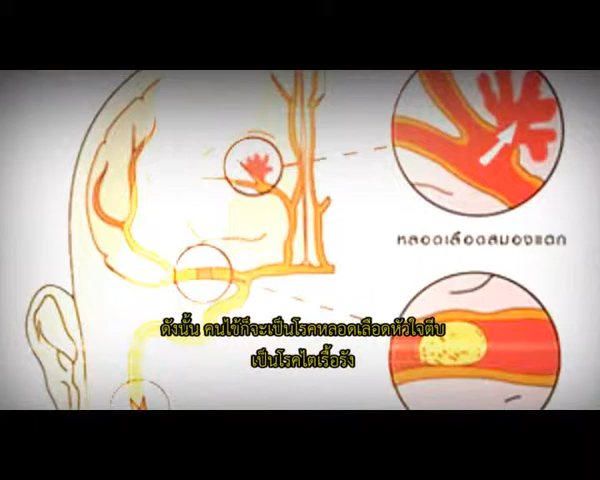 หลอดเลือดสมองแตก
ดังนั้น คนไข้ก็จะเป็นโรคหลอดเลือดหัวใจตีบ
เป็นโรคไตเรื้อรัง